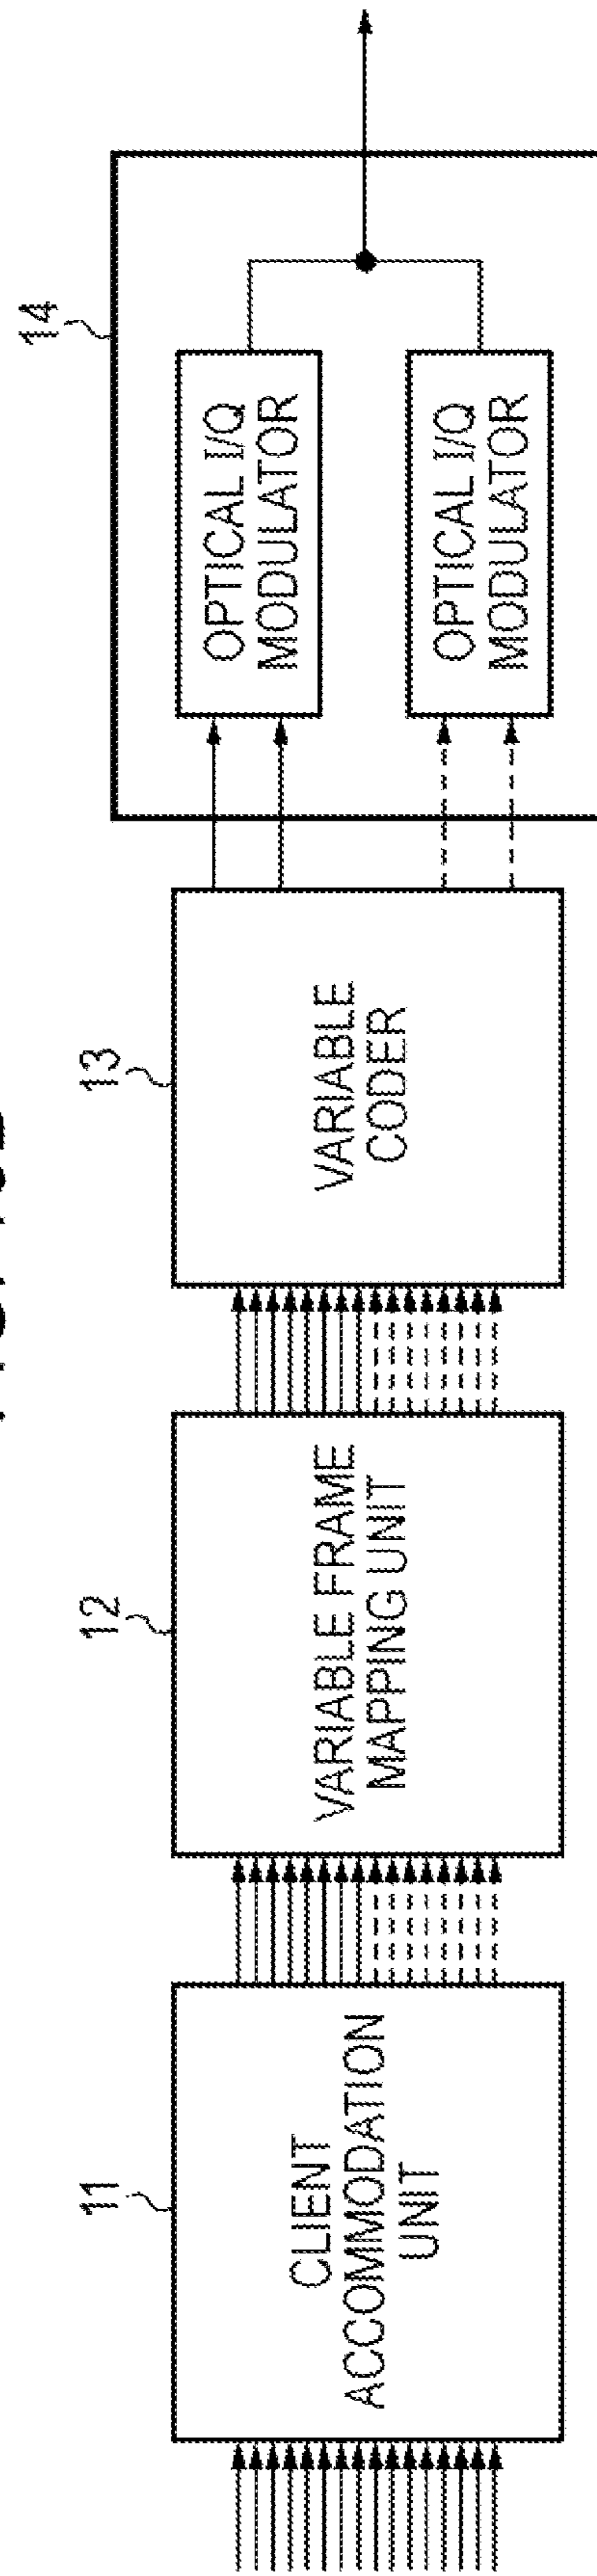 11
CLIENT
ACCOMMODATION
UNIT
12
VARIABLE FRAME
MAPPING UNIT
13
VARIABLE
CODER
14
OPTICAL I/Q
MODULATOR
OPTICAL I/Q
MODULATOR